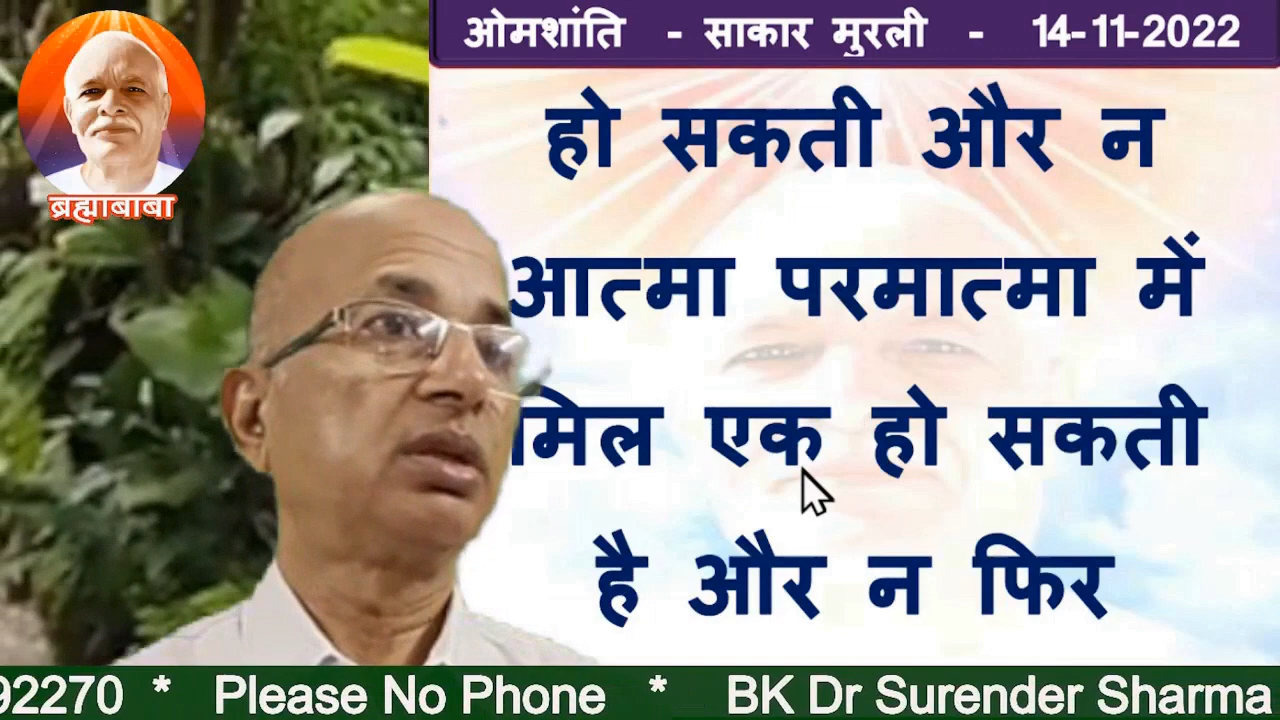 ओमशांति - साकार मुरली - 14-11-2022
ब्रह्माबाबा
हो सकती और न
आत्मा परमात्मा में
मिल एक हो सकती
है और न फिर
92270 * Please No Phone * BK Dr Surender Sharma